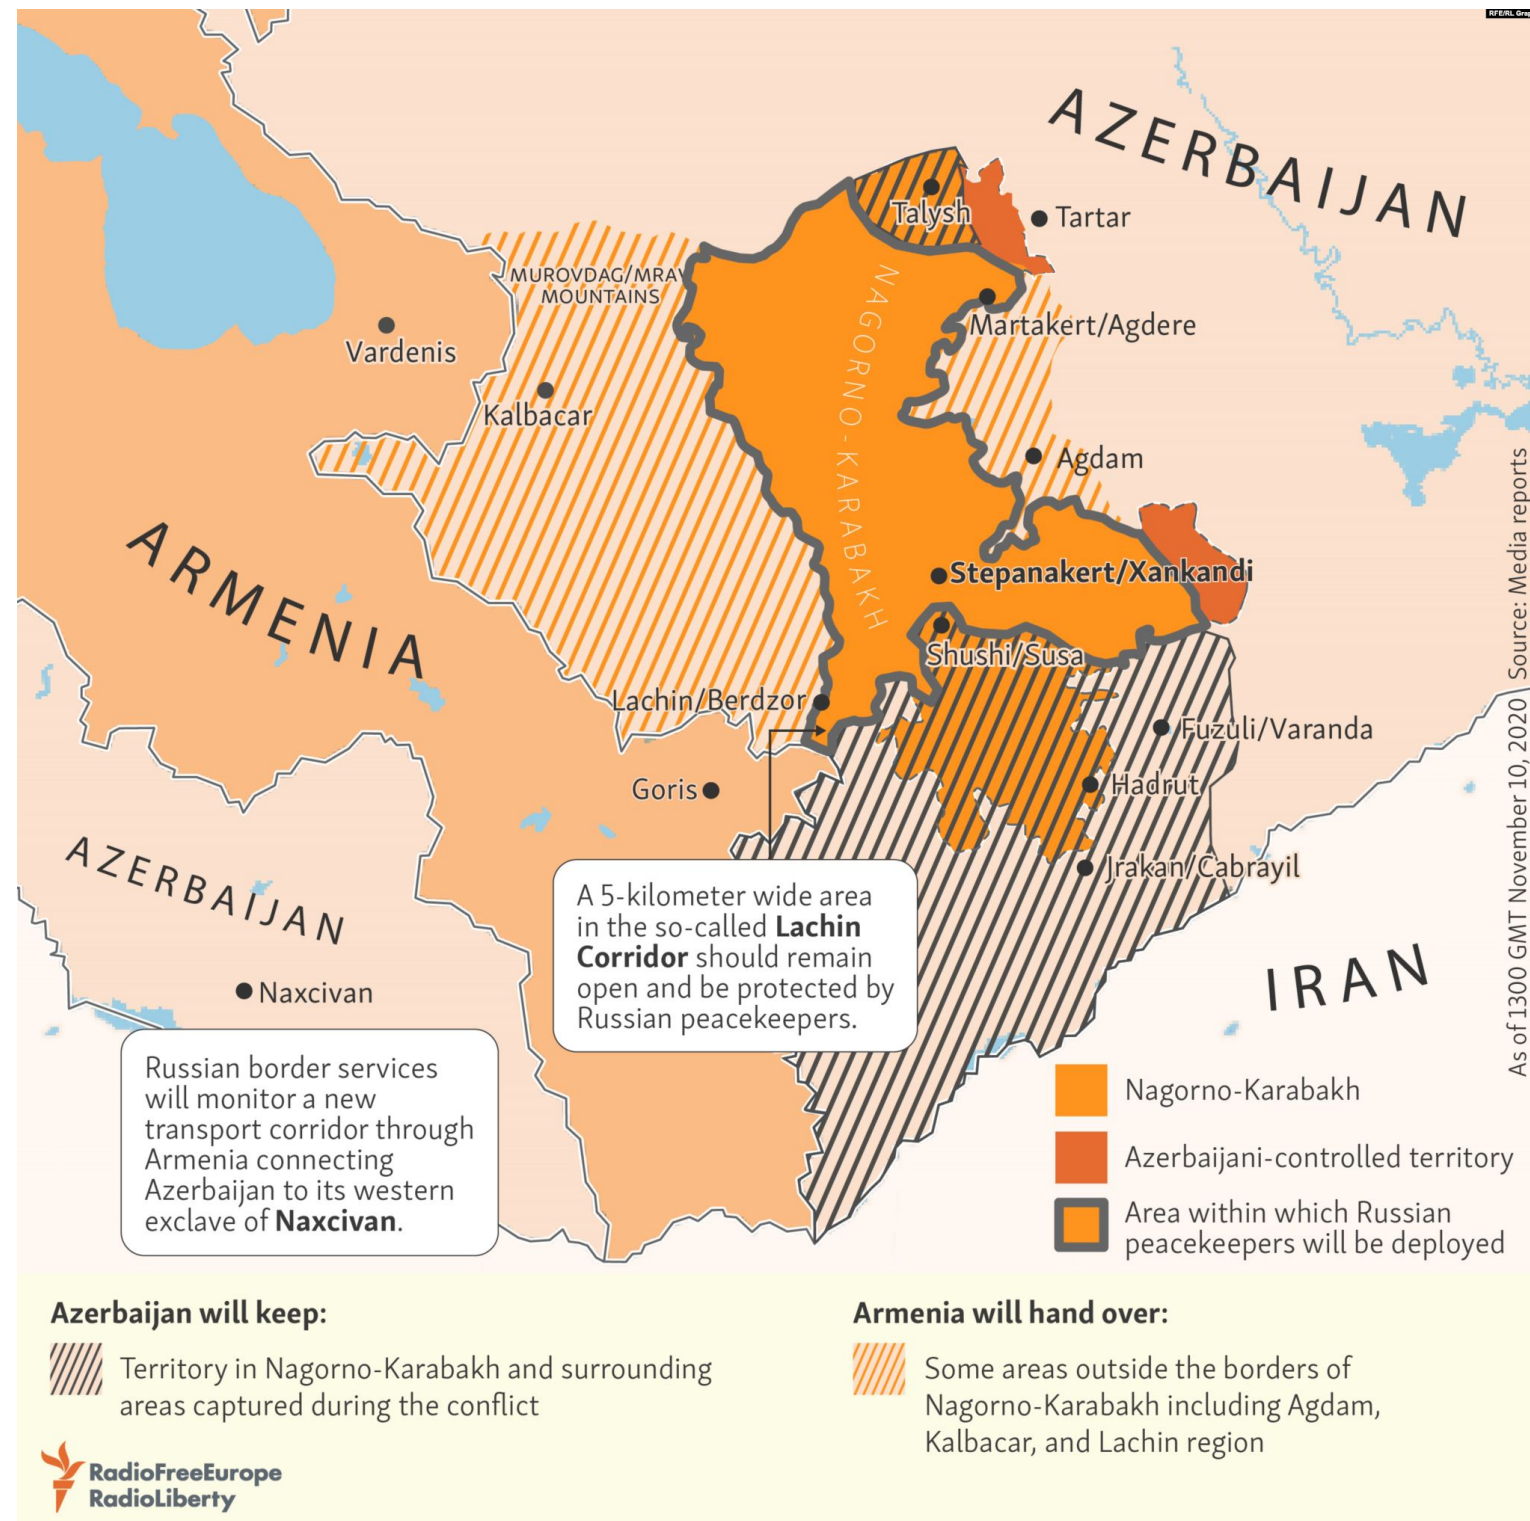 RFE/RL Grap
AZERBAIJAN
Talysh
Tartar
MUROVDAG/MRAV
MOUNTAINS
NAGORNO-KARABAKH
Martakert/Agdere
Vardenis
Kalbacar
Agdam
ARMENIA
Stepanakert/Xankandi
Shushi/Susa
Lachin/Berdzor
Fuzuli/Varanda
Goris
Hadrut
Jrakan/Cabrayil
AZERBAIJAN
Naxcivan
IRAN
A 5-kilometer wide area
in the so-called Lachin
Corridor should remain
open and be protected by
Russian peacekeepers.
Russian border services
will monitor a new
transport corridor through
Armenia connecting
Azerbaijan to its western
exclave of Naxcivan.
As of 1300 GMT November 10, 2020 Source: Media reports
Nagorno-Karabakh
Azerbaijani-controlled territory
Area within which Russian
peacekeepers will be deployed
Azerbaijan will keep:
Territory in Nagorno-Karabakh and surrounding
areas captured during the conflict
Armenia will hand over:
Some areas outside the borders of
Nagorno-Karabakh including Agdam,
Kalbacar, and Lachin region
RadioFreeEurope
RadioLiberty